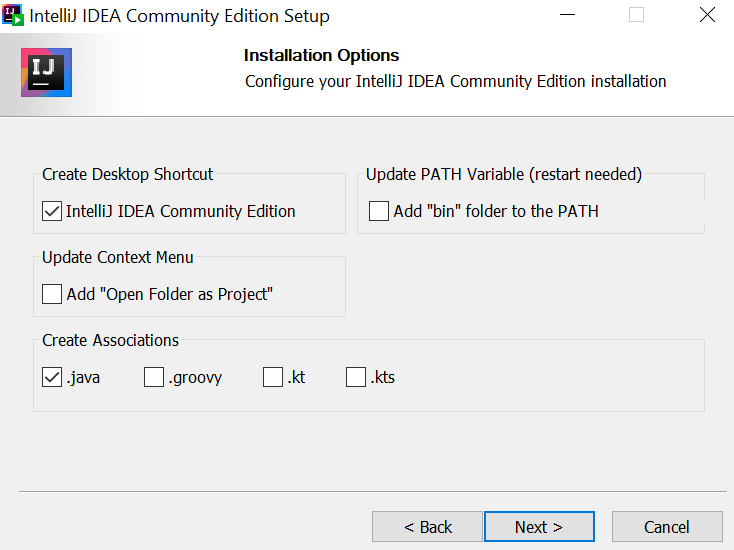 IntelliJ IDEA Community Edition Setup
Installation Options
Configure your IntelliJ IDEA Community Edition installation
IJ
Create Desktop Shortcut
IntelliJ IDEA Community Edition
Update PATH Variable (restart needed)
Add "bin" folder to the PATH
Update Context Menu
Add "Open Folder as Project"
Create Associations
.java .groovy .kt .kts
< Back Next > Cancel